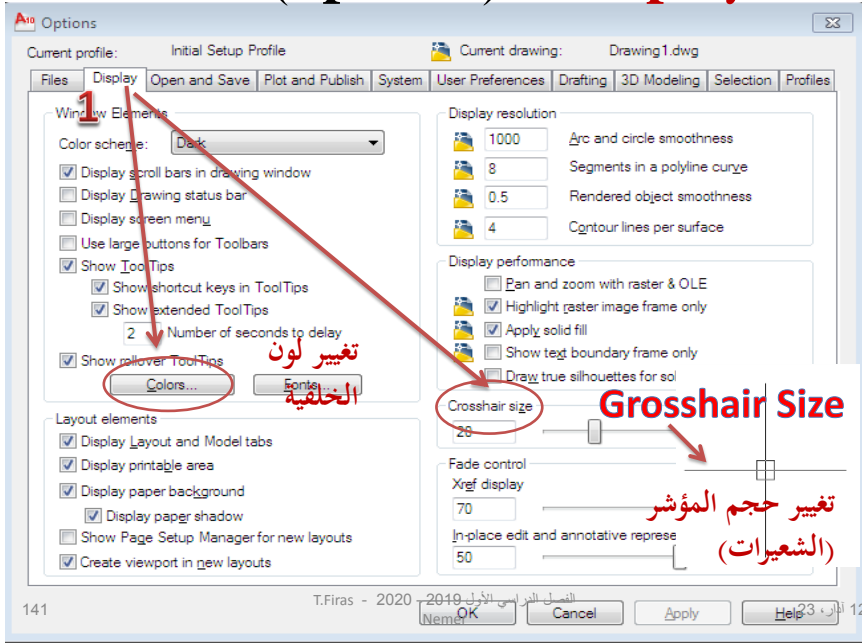 A10 Options
Current profile: Initial Setup Profile Current drawing: Drawing1.dwg
Files Display Open and Save Plot and Publish System User Preferences Drafting 3D Modeling Selection Profiles
1
Window Elements
Color scheme: Dark
Display scroll bars in drawing window
Display Drawing status bar
Display screen menu
Use large buttons for Toolbars
Show ToolTips
Show shortcut keys in ToolTips
Show extended ToolTips
2 Number of seconds to delay
Show rollover ToolTips
Colors... Fonts...
تغيير لون
الخلفية
Layout elements
Display Layout and Model tabs
Display printable area
Display paper background
Display paper shadow
Show Page Setup Manager for new layouts
Create viewport in new layouts
Display resolution
1000 Arc and circle smoothness
8 Segments in a polyline curve
0.5 Rendered object smoothness
4 Contour lines per surface
Display performance
Pan and zoom with raster & OLE
Highlight raster image frame only
Apply solid fill
Show text boundary frame only
Draw true silhouettes for sol
Crosshair size
20
Grosshair Size
Fade control
Xref display
70
In-place edit and annotative represe
50
تغيير حجم المؤشر
(الشعيرات)
OK Cancel Apply Help
141
T.Firas - 2020 - 2019 الفصل الدراسي الأول
Nemer
12 آذار، 23